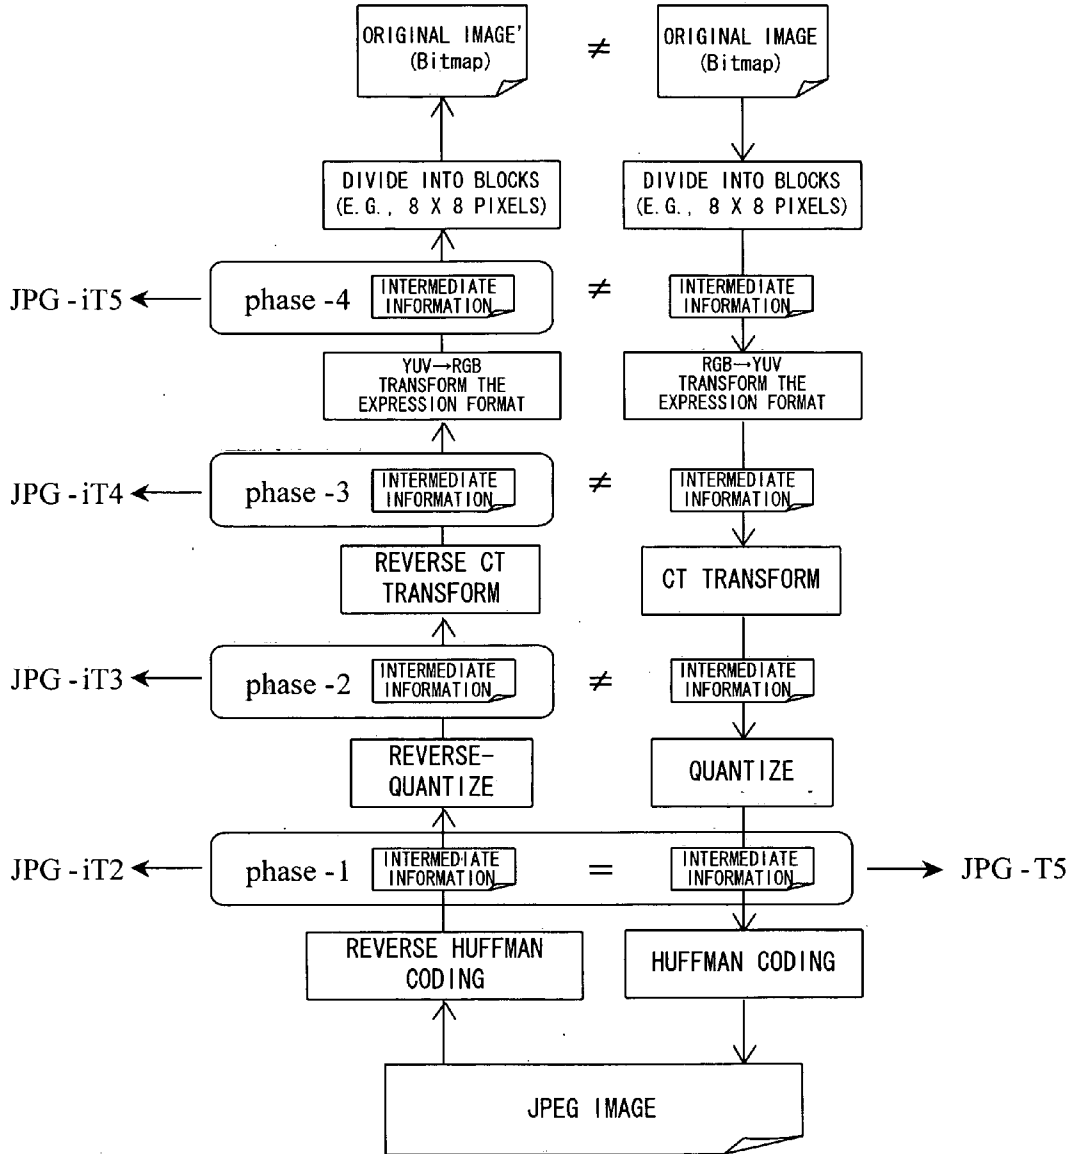 ORIGINAL IMAGE'
(Bitmap)
≠
ORIGINAL IMAGE
(Bitmap)
DIVIDE INTO BLOCKS
(E.G., 8 X 8 PIXELS)
DIVIDE INTO BLOCKS
(E.G., 8 X 8 PIXELS)
JPG-iT5
phase -4
INTERMEDIATE
INFORMATION
≠
INTERMEDIATE
INFORMATION
YUV→RGB
TRANSFORM THE
EXPRESSION FORMAT
RGB→YUV
TRANSFORM THE
EXPRESSION FORMAT
JPG-iT4
phase -3
INTERMEDIATE
INFORMATION
≠
INTERMEDIATE
INFORMATION
REVERSE CT
TRANSFORM
CT TRANSFORM
JPG-iT3
phase -2
INTERMEDIATE
INFORMATION
≠
INTERMEDIATE
INFORMATION
REVERSE-
QUANTIZE
QUANTIZE
JPG-iT2
phase -1
INTERMEDIATE
INFORMATION
=
INTERMEDIATE
INFORMATION
JPG-T5
REVERSE HUFFMAN
CODING
HUFFMAN CODING
JPEG IMAGE